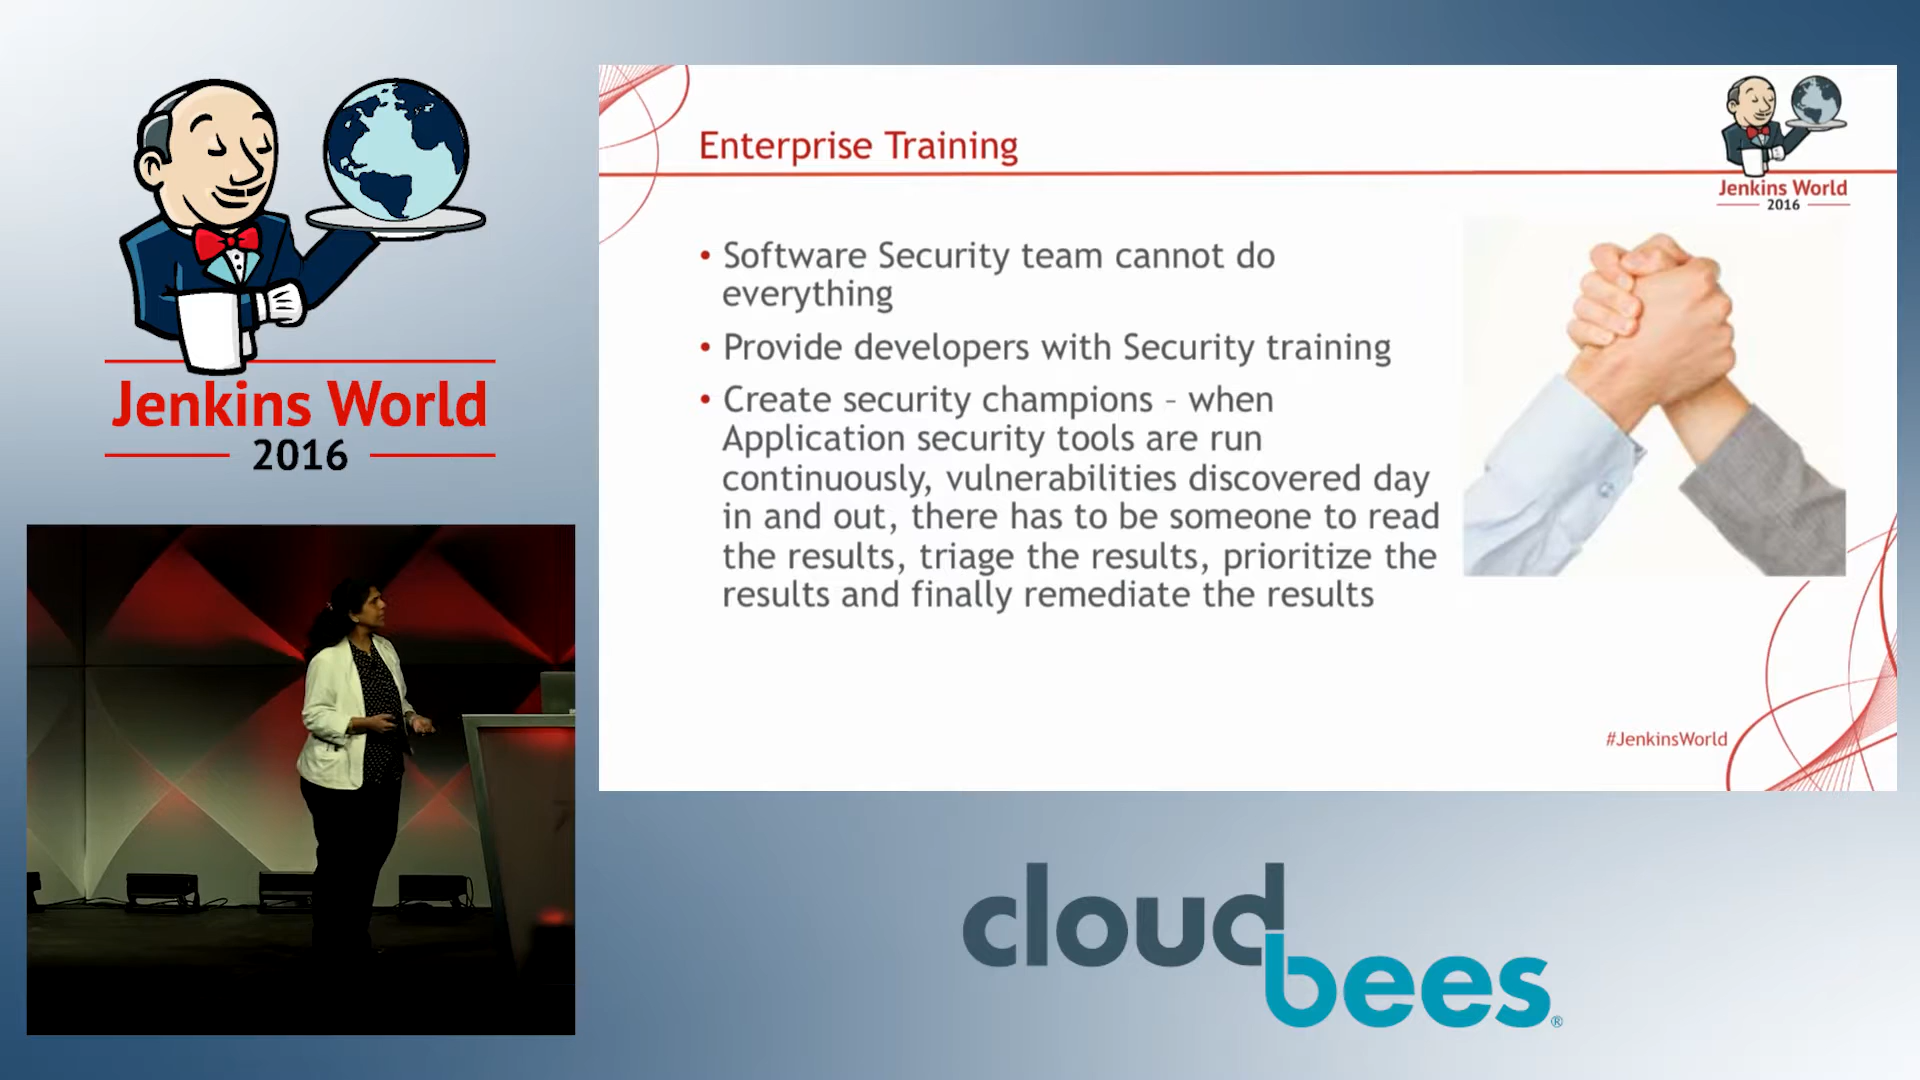 Jenkins World
2016
Enterprise Training
Jenkins World
2016
• Software Security team cannot do
everything
• Provide developers with Security training
• Create security champions – when
Application security tools are run
continuously, vulnerabilities discovered day
in and out, there has to be someone to read
the results, triage the results, prioritize the
results and finally remediate the results
#JenkinsWorld
cloud
bees®